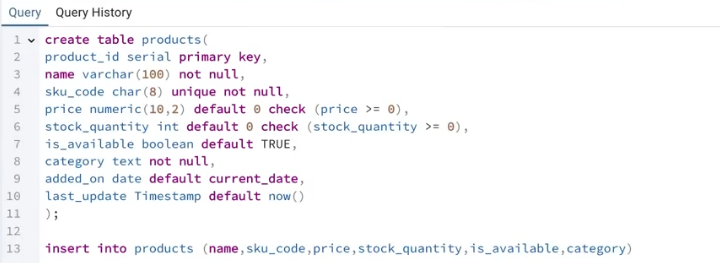 Query Query History
1 create table products(
2 product_id serial primary key,
3 name varchar(100) not null,
4 sku_code char(8) unique not null,
5 price numeric(10,2) default 0 check (price >= 0),
6 stock_quantity int default 0 check (stock_quantity >= 0),
7 is_available boolean default TRUE,
8 category text not null,
9 added_on date default current_date,
10 last_update Timestamp default now()
11 );
12
13 insert into products (name,sku_code,price,stock_quantity,is_available,category)